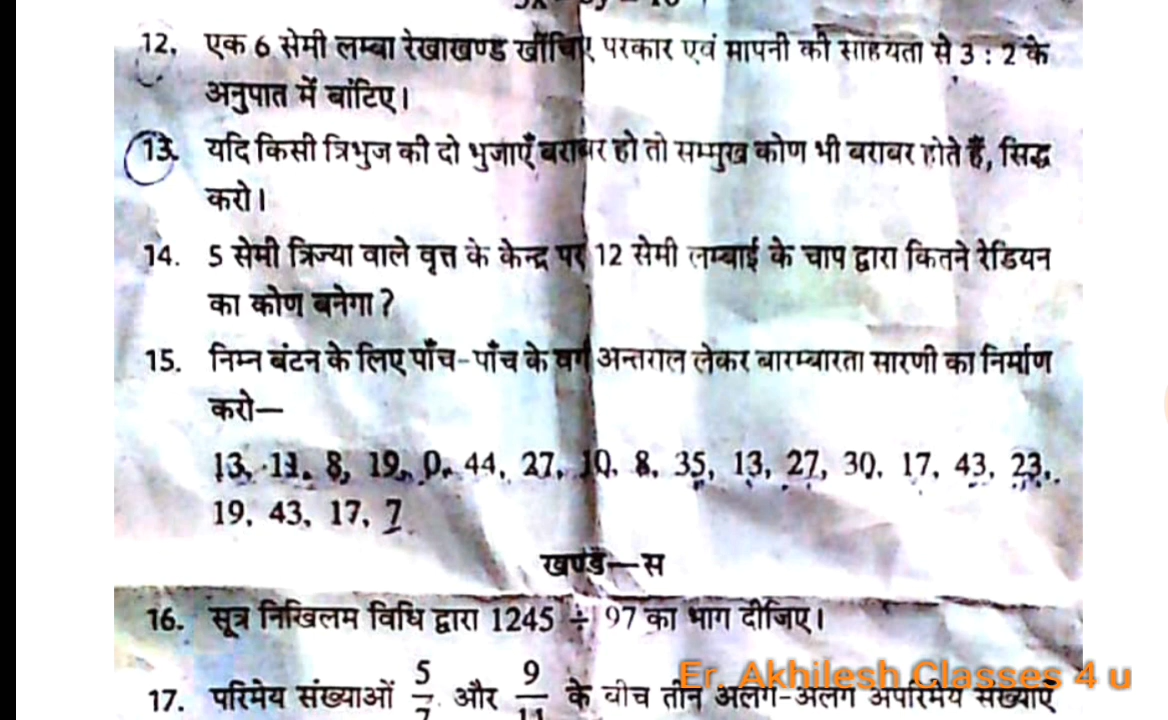 12. एक 6 सेमी लम्बा रेखाखण्ड खींचिए परकार एवं मापनी की साहयता से 3 : 2 के
अनुपात में बांटिए।
13. यदि किसी त्रिभुज की दो भुजाएँ बराबर हो तो सम्मुख कोण भी बराबर होते हैं, सिद्ध
करो।
14. 5 सेमी त्रिज्या वाले वृत्त के केन्द्र पर 12 सेमी लम्बाई के चाप द्वारा कितने रेडियन
का कोण बनेगा ?
15. निम्न बंटन के लिए पाँच-पाँच के वर्ग अन्तराल लेकर बारम्बारता सारणी का निर्माण
करो—
13, 11, 8, 19, 0, 44, 27, 10, 8, 35, 13, 27, 30, 17, 43, 23,
19, 43, 17, 7
खण्ड—स
16. सूत्र निखिलम विधि द्वारा 1245 ÷ 97 का भाग दीजिए।
Er. Akhilesh Classes 4 u
17. परिमेय संख्याओं 5/7 और 9/11 के बीच तीन अलग-अलग अपरिमेय संख्याएँ